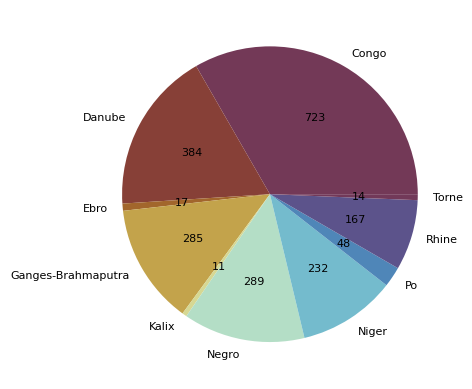 Congo
723
Danube
384
Ebro
17
Ganges-Brahmaputra
285
Kalix
11
Negro
289
Niger
232
Po
48
Rhine
167
Torne
14